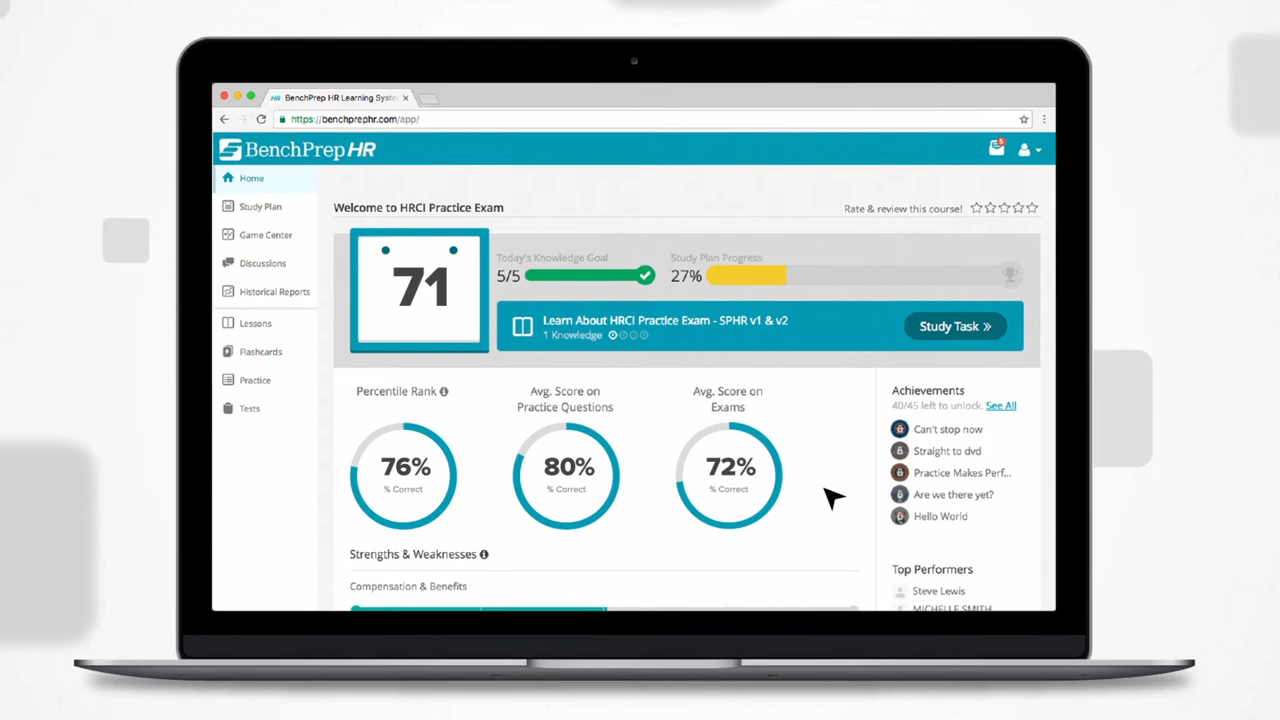 HR BenchPrep HR Learning Syste
https://benchprephr.com/app/
BenchPrep HR
5
Home
Study Plan
Game Center
Discussions
Historical Reports
Lessons
Flashcards
Practice
Tests
Welcome to HRCI Practice Exam
Rate & review this course!
71
Today's Knowledge Goal
5/5
Study Plan Progress
27%
Learn About HRCI Practice Exam - SPHR v1 & v2
1 Knowledge
Study Task »
Percentile Rank
76%
% Correct
Avg. Score on
Practice Questions
80%
% Correct
Avg. Score on
Exams
72%
% Correct
Strengths & Weaknesses
Compensation & Benefits
Achievements
40/45 left to unlock. See All
Can't stop now
Straight to dvd
Practice Makes Perf...
Are we there yet?
Hello World
Top Performers
Steve Lewis
MICHELLE SMITH